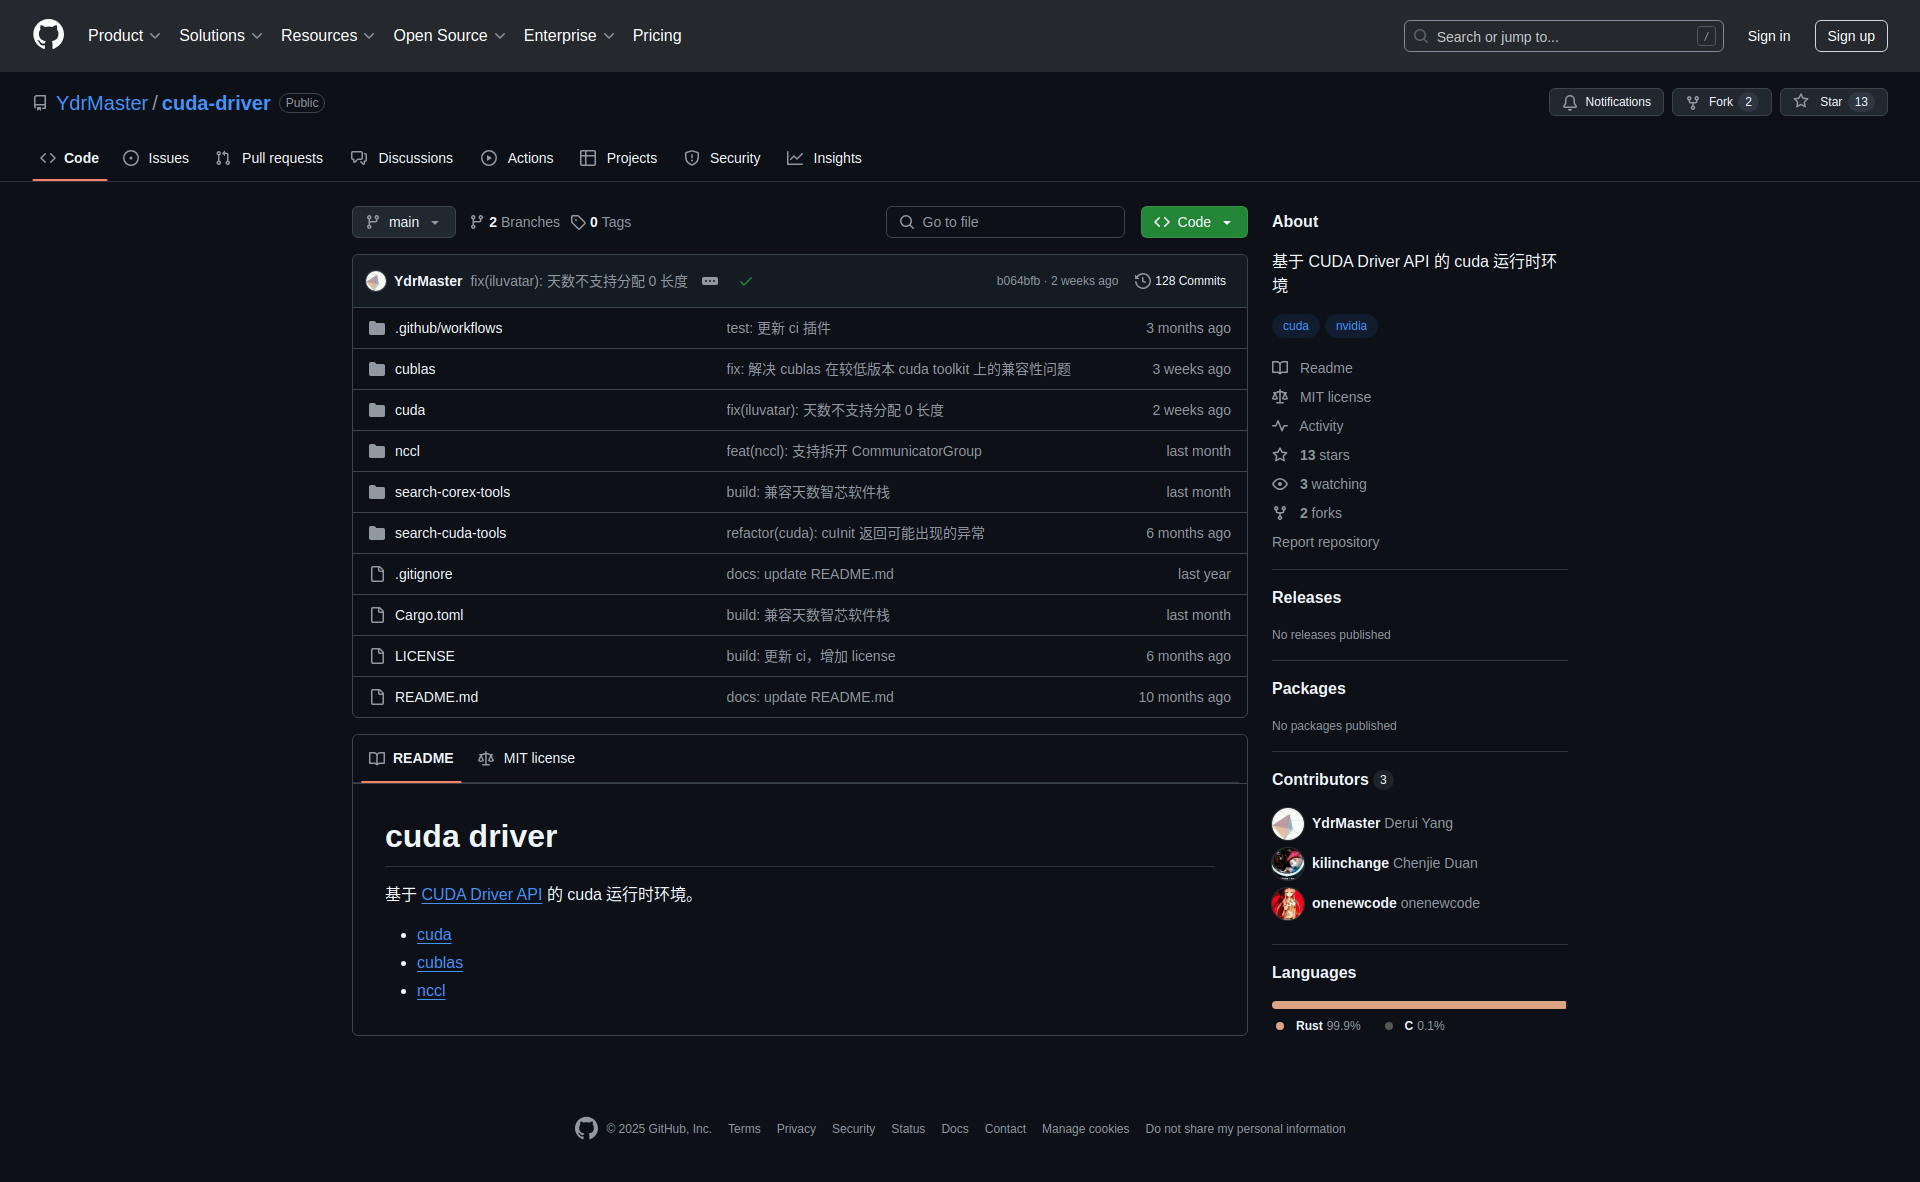 Product Solutions Resources Open Source Enterprise Pricing Search or jump to... / Sign in Sign up
YdrMaster / cuda-driver Public Notifications Fork 2 Star 13
Code Issues Pull requests Discussions Actions Projects Security Insights
main 2 Branches 0 Tags Go to file Code
YdrMaster fix(iluvatar): 天数不支持分配 0 长度 b064bfb · 2 weeks ago 128 Commits
.github/workflows test: 更新 ci 插件 3 months ago
cublas fix: 解决 cublas 在较低版本 cuda toolkit 上的兼容性问题 3 weeks ago
cuda fix(iluvatar): 天数不支持分配 0 长度 2 weeks ago
nccl feat(nccl): 支持拆开 CommunicatorGroup last month
search-corex-tools build: 兼容天数智芯软件栈 last month
search-cuda-tools refactor(cuda): cuInit 返回可能出现的异常 6 months ago
.gitignore docs: update README.md last year
Cargo.toml build: 兼容天数智芯软件栈 last month
LICENSE build: 更新 ci，增加 license 6 months ago
README.md docs: update README.md 10 months ago
README MIT license
cuda driver
基于 CUDA Driver API 的 cuda 运行时环境。
cuda
cublas
nccl
About
基于 CUDA Driver API 的 cuda 运行时环
境
cuda nvidia
Readme
MIT license
Activity
13 stars
3 watching
2 forks
Report repository
Releases
No releases published
Packages
No packages published
Contributors 3
YdrMaster Derui Yang
kilinchange Chenjie Duan
onenewcode onenewcode
Languages
Rust 99.9% C 0.1%
© 2025 GitHub, Inc. Terms Privacy Security Status Docs Contact Manage cookies Do not share my personal information